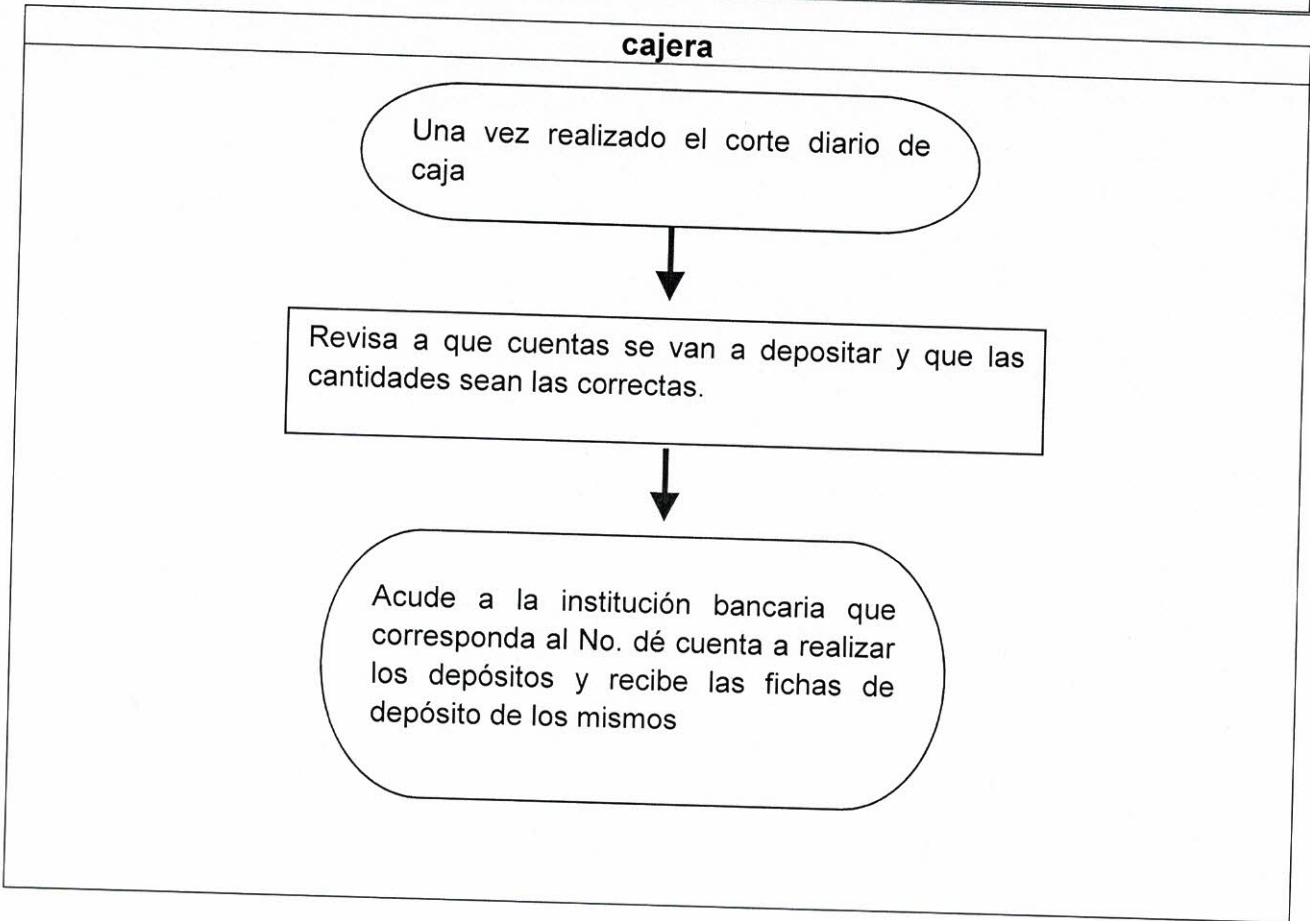 cajera
Una vez realizado el corte diario de
caja
Revisa a que cuentas se van a depositar y que las
cantidades sean las correctas.
Acude a la institución bancaria que
corresponda al No. dé cuenta a realizar
los depósitos y recibe las fichas de
depósito de los mismos